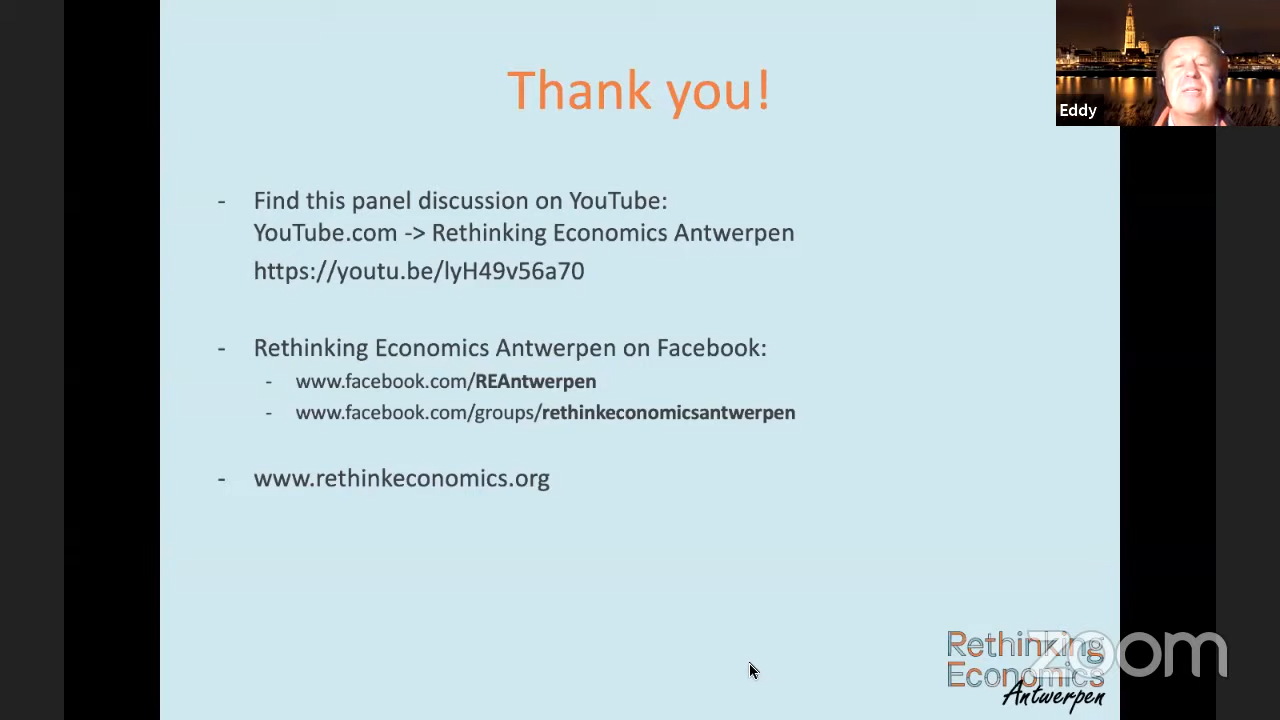 Thank you!
Eddy
- Find this panel discussion on YouTube:
YouTube.com -> Rethinking Economics Antwerpen
https://youtu.be/lyH49v56a70
- Rethinking Economics Antwerpen on Facebook:
- www.facebook.com/REAntwerpen
- www.facebook.com/groups/rethinkeconomicsantwerpen
- www.rethinkeconomics.org
Rethinking
Economics
Antwerpen
zoom